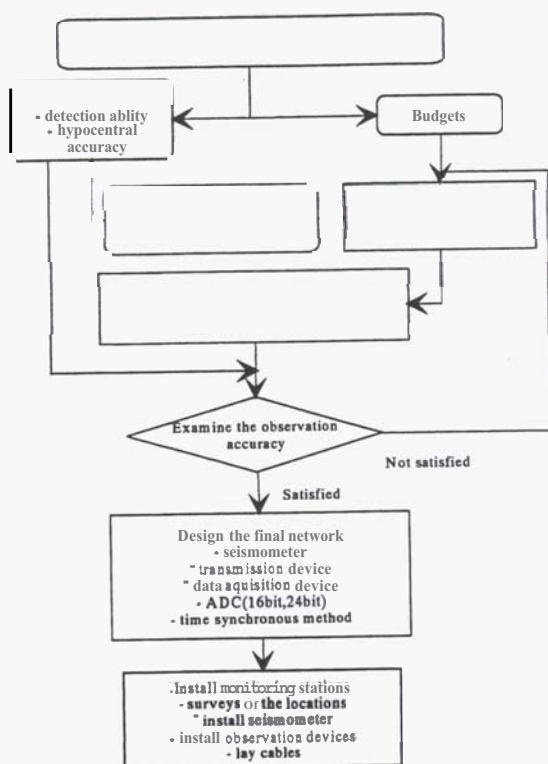 - detection ablity
- hypocentral
accuracy
Budgets
Examine the observation
accuracy
Not satisfied
Satisfied
Design the final network
- seismometer
- transmission device
- data aquisition device
- ADC(16bit,24bit)
- time synchronous method
.Install monitoring stations
- surveys of the locations
- install seismometer
- install observation devices
- lay cables